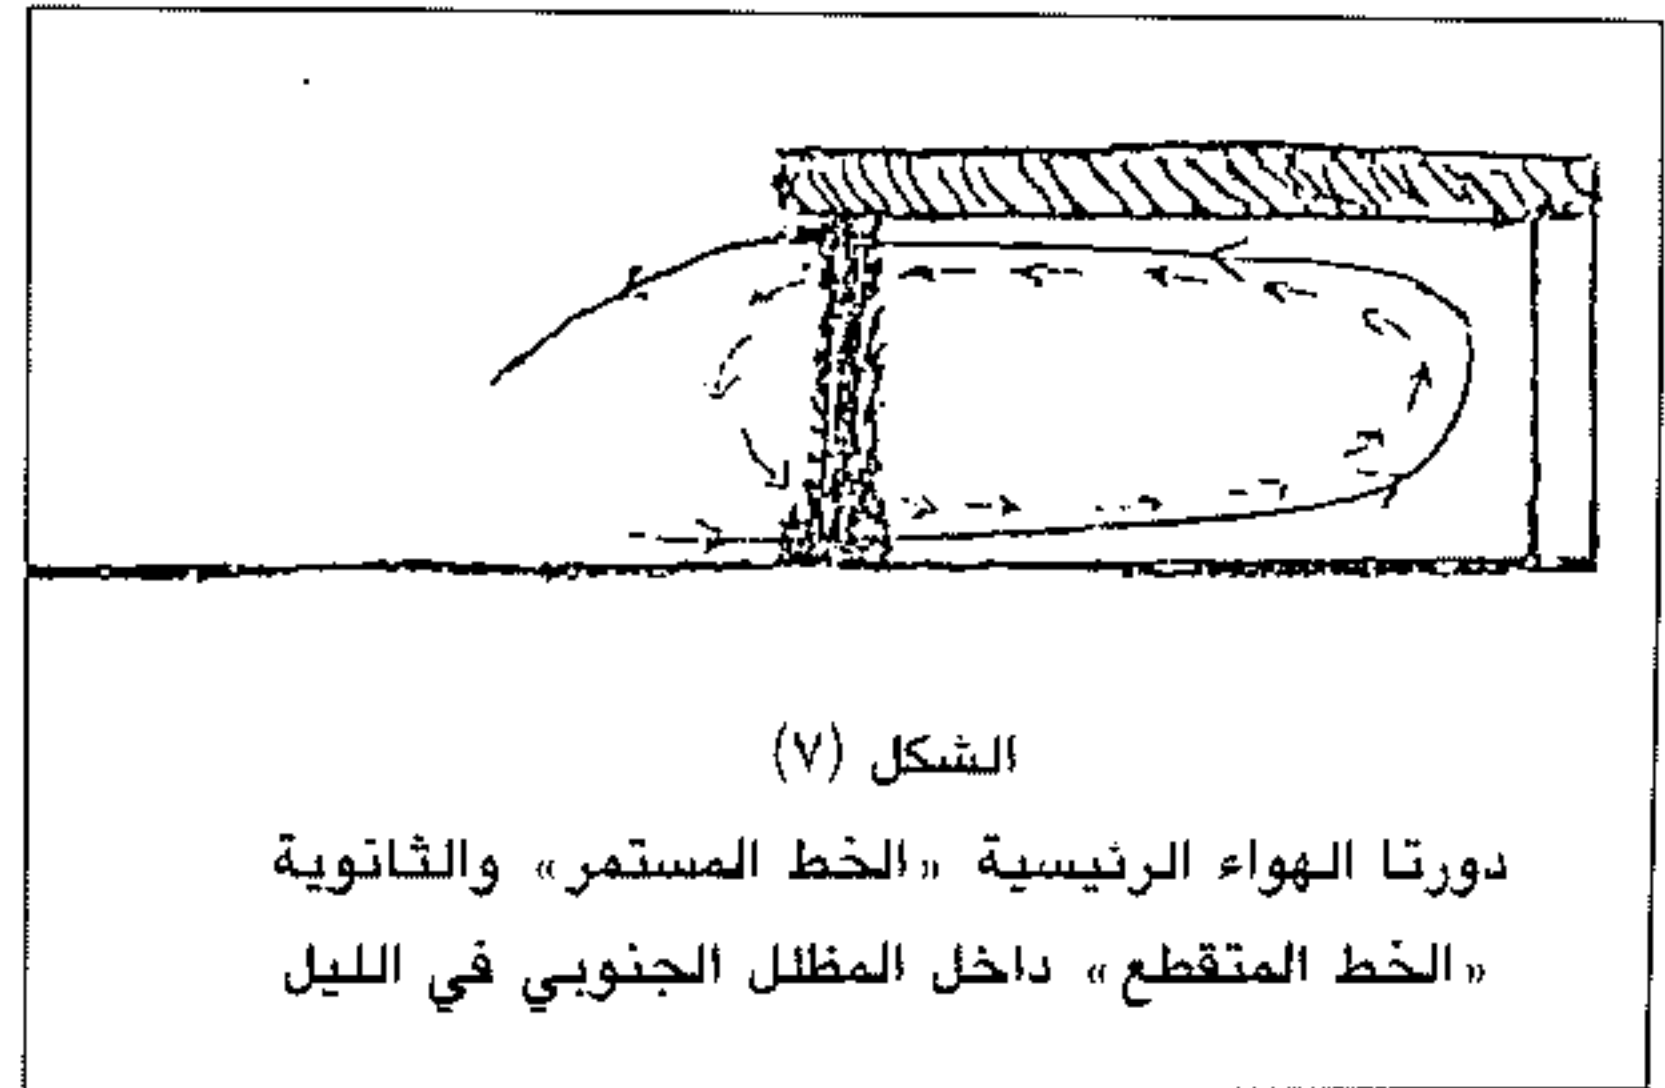 الشكل (٧)
دورتا الهواء الرئيسية «الخط المستمر» والثانوية
«الخط المتقطع» داخل المظلل الجنوبي في الليل